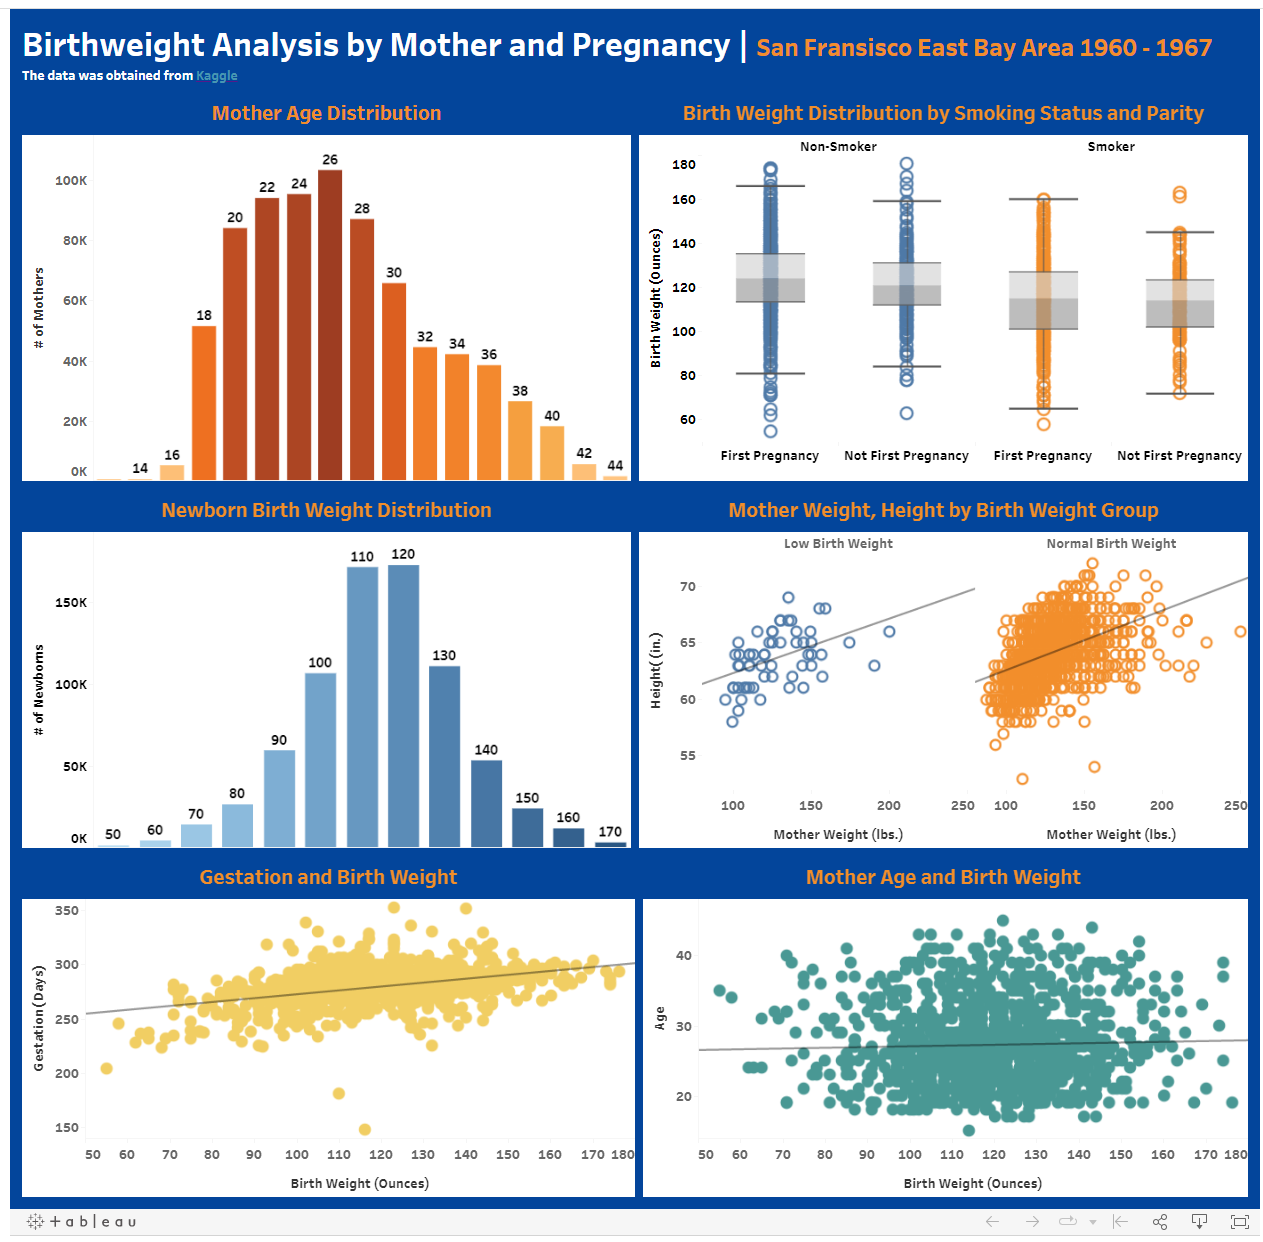 Birthweight Analysis by Mother and Pregnancy | San Fransisco East Bay Area 1960 - 1967
The data was obtained from Kaggle
Mother Age Distribution
# of Mothers
100K
80K
60K
40K
20K
0K
14
16
18
20
22
24
26
28
30
32
34
36
38
40
42
44
Birth Weight Distribution by Smoking Status and Parity
Non-Smoker
Smoker
Birth Weight (Ounces)
180
160
140
120
100
80
60
First Pregnancy
Not First Pregnancy
First Pregnancy
Not First Pregnancy
Newborn Birth Weight Distribution
# of Newborns
150K
100K
50K
0K
50
60
70
80
90
100
110
120
130
140
150
160
170
Mother Weight, Height by Birth Weight Group
Low Birth Weight
Normal Birth Weight
Height( (in.)
70
65
60
55
100 150 200 250
100 150 200 250
Mother Weight (lbs.)
Mother Weight (lbs.)
Gestation and Birth Weight
Gestation(Days)
350
300
250
200
150
50 60 70 80 90 100 110 120 130 140 150 160 170 180
Birth Weight (Ounces)
Mother Age and Birth Weight
Age
40
30
20
50 60 70 80 90 100 110 120 130 140 150 160 170 180
Birth Weight (Ounces)
+ a b l e a u